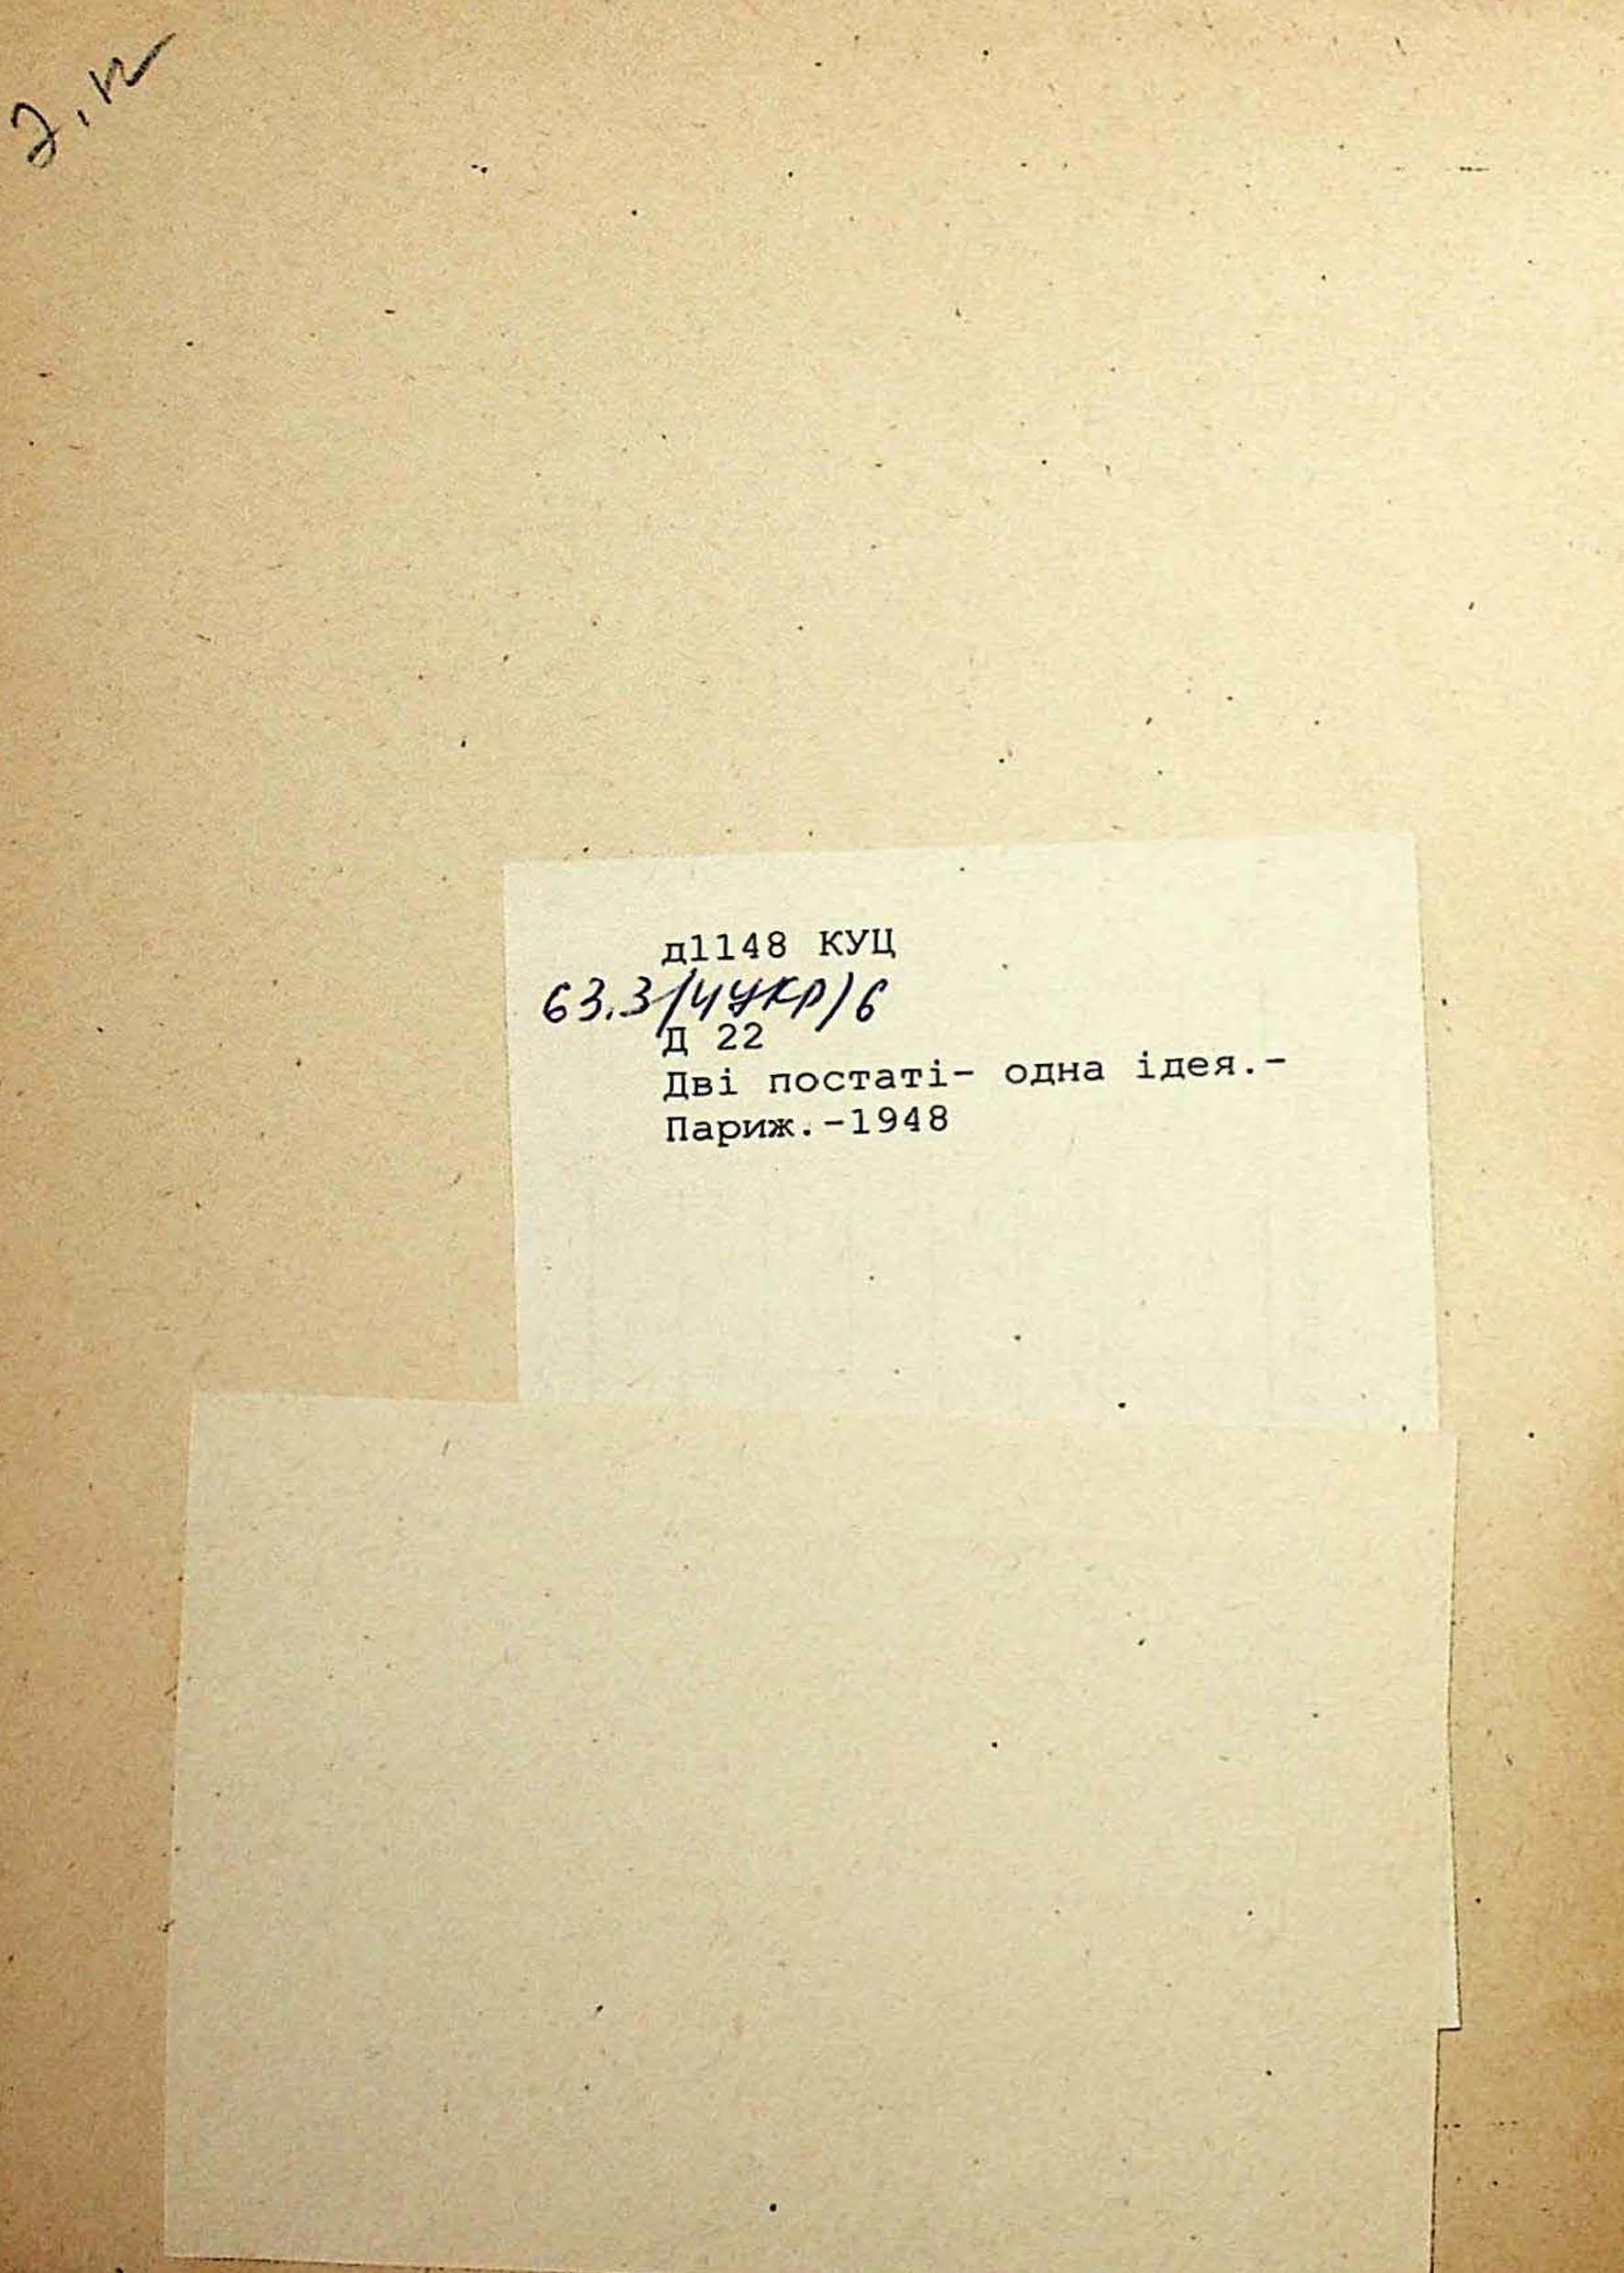 д1148 КУЦ
63.3/4УКР/6
Д 22
Дві постаті- одна ідея.-
Париж.-1948